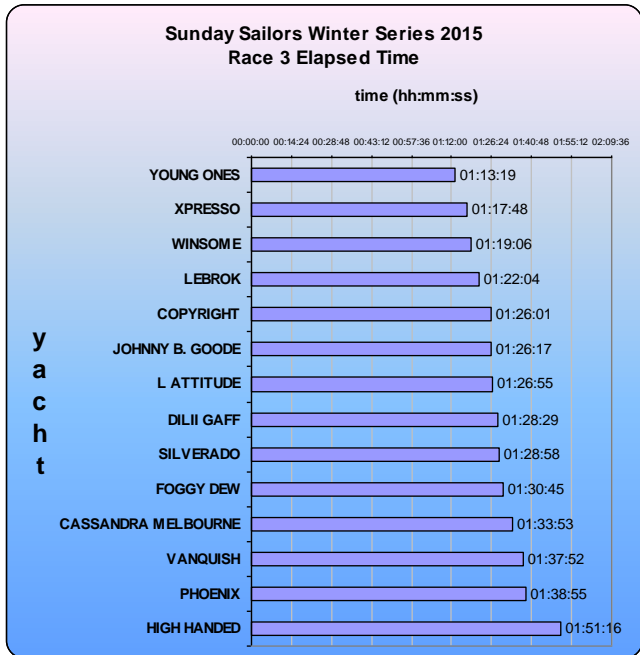 Sunday Sailors Winter Series 2015
Race 3 Elapsed Time
time (hh:mm:ss)
00:00:00 00:14:24 00:28:48 00:43:12 00:57:36 01:12:00 01:26:24 01:40:48 01:55:12 02:09:36
YOUNG ONES 01:13:19
XPRESSO 01:17:48
WINSOME 01:19:06
LEBROK 01:22:04
COPYRIGHT 01:26:01
JOHNNY B. GOODE 01:26:17
L ATTITUDE 01:26:55
DILII GAFF 01:28:29
SILVERADO 01:28:58
FOGGY DEW 01:30:45
CASSANDRA MELBOURNE 01:33:53
VANQUISH 01:37:52
PHOENIX 01:38:55
HIGH HANDED 01:51:16
yacht